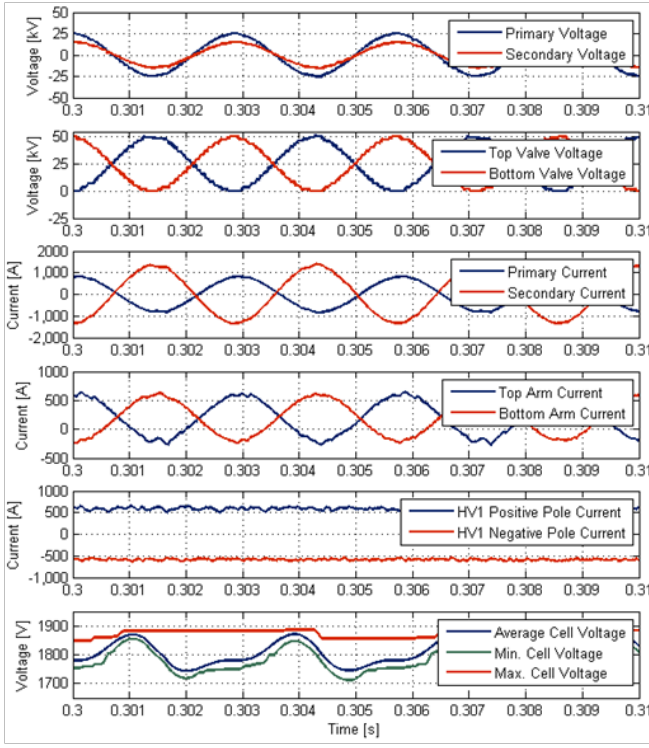 50
25
0
-25
-50
Voltage [kV]
Primary Voltage
Secondary Voltage
0.3 0.301 0.302 0.303 0.304 0.305 0.306 0.307 0.308 0.309 0.31
50
25
0
-25
Voltage [kV]
Top Valve Voltage
Bottom Valve Voltage
0.3 0.301 0.302 0.303 0.304 0.305 0.306 0.307 0.308 0.309 0.31
2000
1,000
0
-1,000
-2,000
Current [A]
Primary Current
Secondary Current
0.3 0.301 0.302 0.303 0.304 0.305 0.306 0.307 0.308 0.309 0.31
1000
500
0
-500
Current [A]
Top Arm Current
Bottom Arm Current
0.3 0.301 0.302 0.303 0.304 0.305 0.306 0.307 0.308 0.309 0.31
1000
500
0
-500
-1,000
Current [A]
HV1 Positive Pole Current
HV1 Negative Pole Current
0.3 0.301 0.302 0.303 0.304 0.305 0.306 0.307 0.308 0.309 0.31
1900
1800
1700
Voltage [V]
Average Cell Voltage
Min. Cell Voltage
Max. Cell Voltage
0.3 0.301 0.302 0.303 0.304 0.305 0.306 0.307 0.308 0.309 0.31
Time [s]